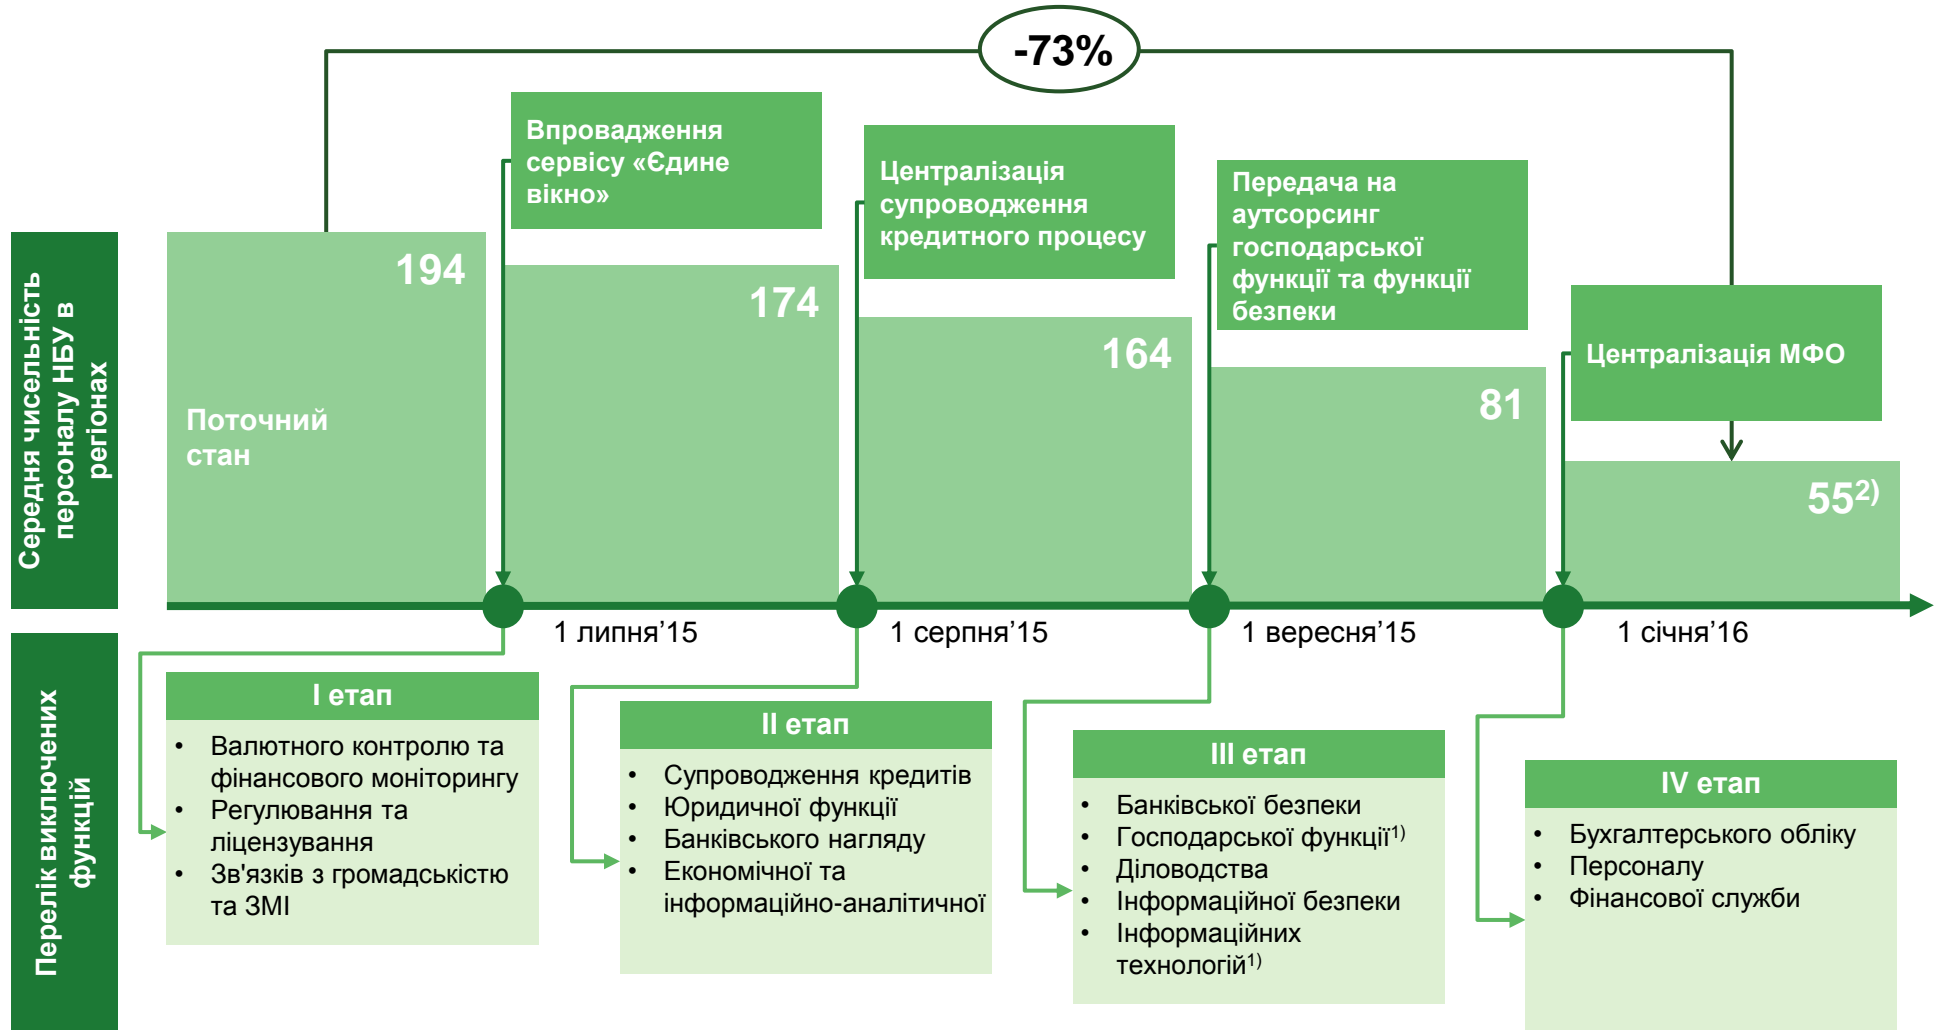 -73%
Впровадження
сервісу «Єдине
вікно»
Централізація
супроводження
кредитного процесу
Передача на
аутсорсинг
господарської
функції та функції
безпеки
Централізація МФО
Середня чисельність
персоналу НБУ в
регіонах
Поточний
стан
194
174
164
81
55²⁾
1 липня’15
1 серпня’15
1 вересня’15
1 січня’16
Перелік виключених
функцій
I етап
• Валютного контролю та
фінансового моніторингу
• Регулювання та
ліцензування
• Зв'язків з громадськістю
та ЗМІ
II етап
• Супроводження кредитів
• Юридичної функції
• Банківського нагляду
• Економічної та
інформаційно-аналітичної
III етап
• Банківської безпеки
• Господарської функції¹⁾
• Діловодства
• Інформаційної безпеки
• Інформаційних
технологій¹⁾
IV етап
• Бухгалтерського обліку
• Персоналу
• Фінансової служби